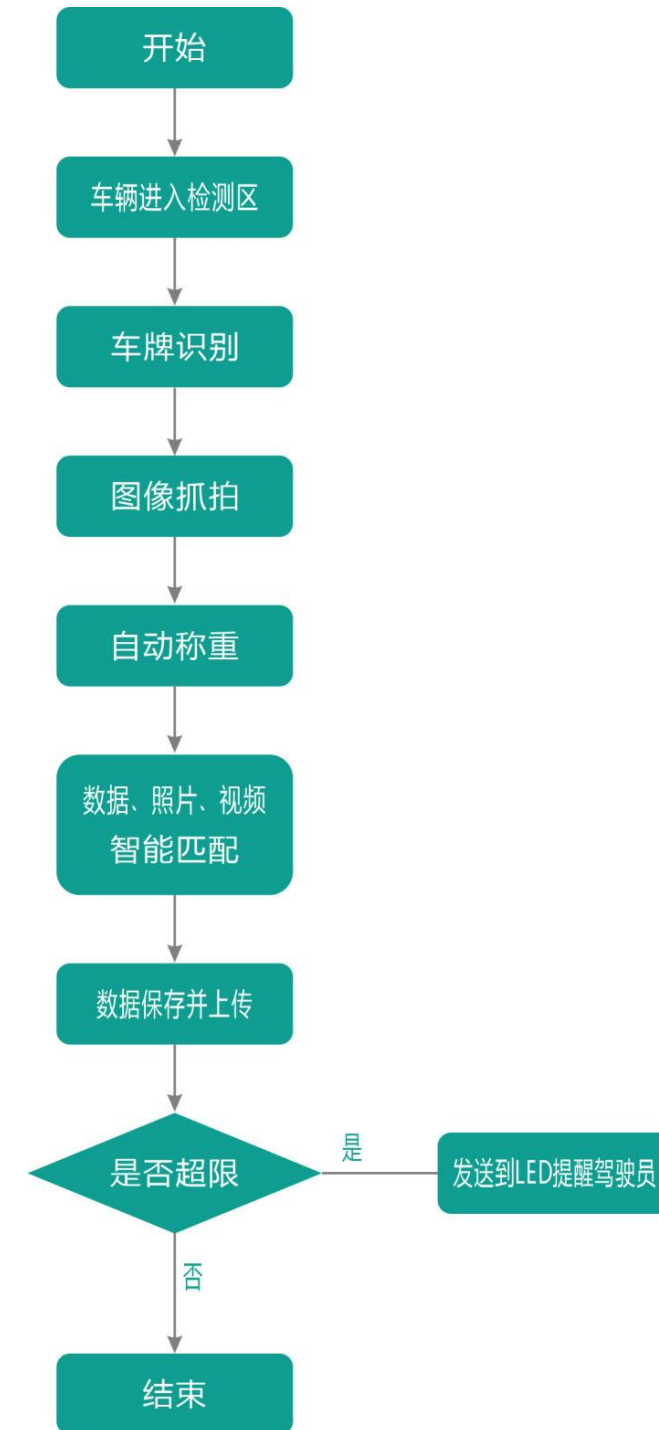 开始
车辆进入检测区
车牌识别
图像抓拍
自动称重
数据、照片、视频
智能匹配
数据保存并上传
是否超限
是
发送到LED提醒驾驶员
否
结束